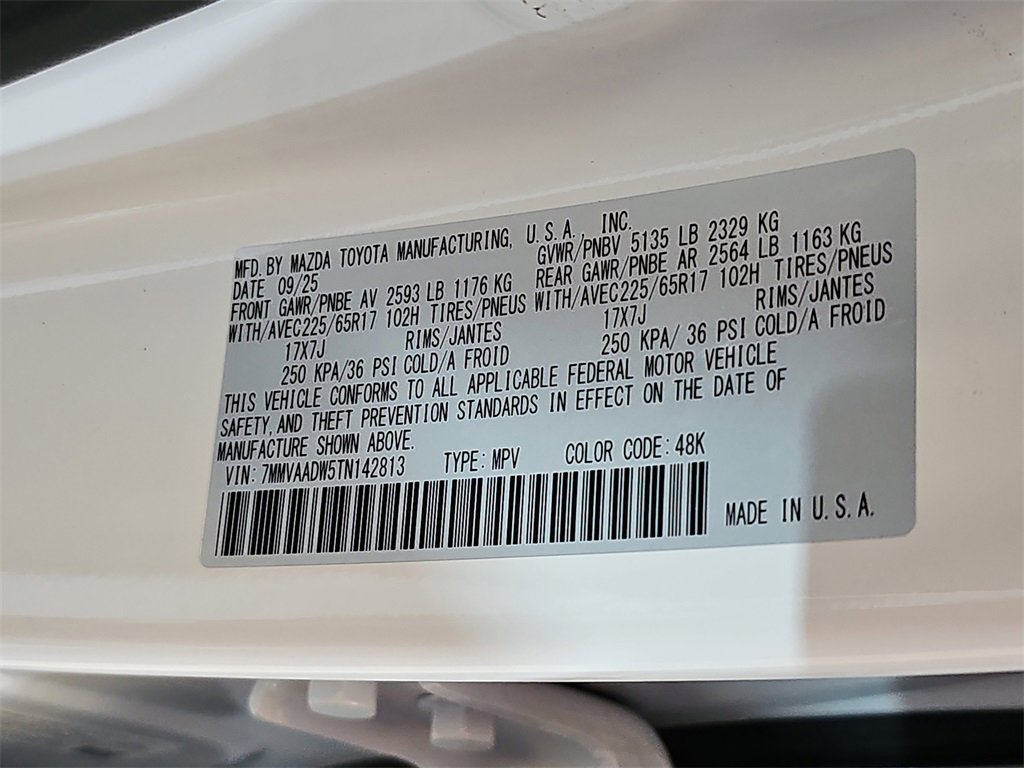 MFD. BY MAZDA TOYOTA MANUFACTURING, U.S.A., INC.
DATE 09/25 GVWR/PNBV 5135 LB 2329 KG
FRONT GAWR/PNBE AV 2593 LB 1176 KG REAR GAWR/PNBE AR 2564 LB 1163 KG
WITH/AVEC225/65R17 102H TIRES/PNEUS WITH/AVEC225/65R17 102H TIRES/PNEUS
17X7J RIMS/JANTES 17X7J RIMS/JANTES
250 KPA/36 PSI COLD/A FROID 250 KPA/ 36 PSI COLD/A FROID
THIS VEHICLE CONFORMS TO ALL APPLICABLE FEDERAL MOTOR VEHICLE
SAFETY, AND THEFT PREVENTION STANDARDS IN EFFECT ON THE DATE OF
MANUFACTURE SHOWN ABOVE.
VIN: 7MMVAADW5TN142813 TYPE: MPV COLOR CODE: 48K
MADE IN U.S.A.